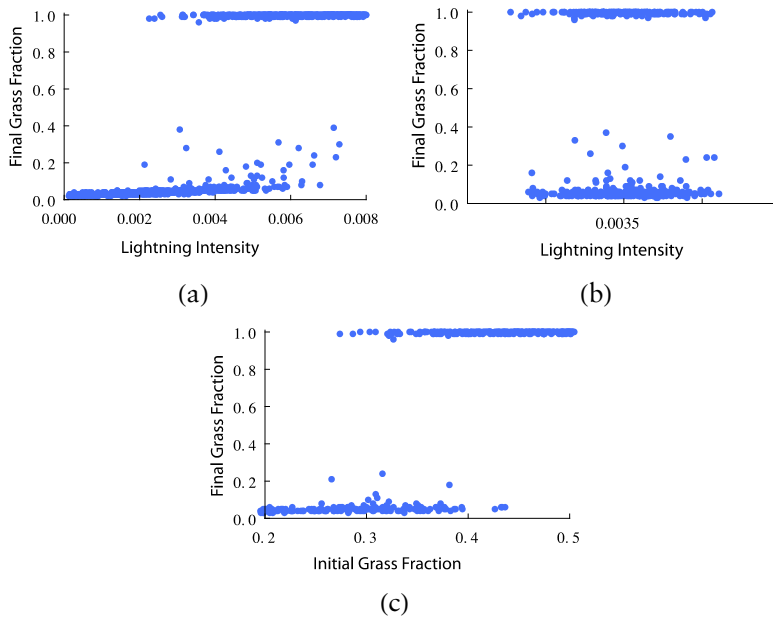 Final Grass Fraction
1.0
0.8
0.6
0.4
0.2
0.0
0.000 0.002 0.004 0.006 0.008
Lightning Intensity
(a)
Final Grass Fraction
1.0
0.8
0.6
0.4
0.2
0.0
0.0035
Lightning Intensity
(b)
Final Grass Fraction
1.0
0.8
0.6
0.4
0.2
0.0
0.2 0.3 0.4 0.5
Initial Grass Fraction
(c)